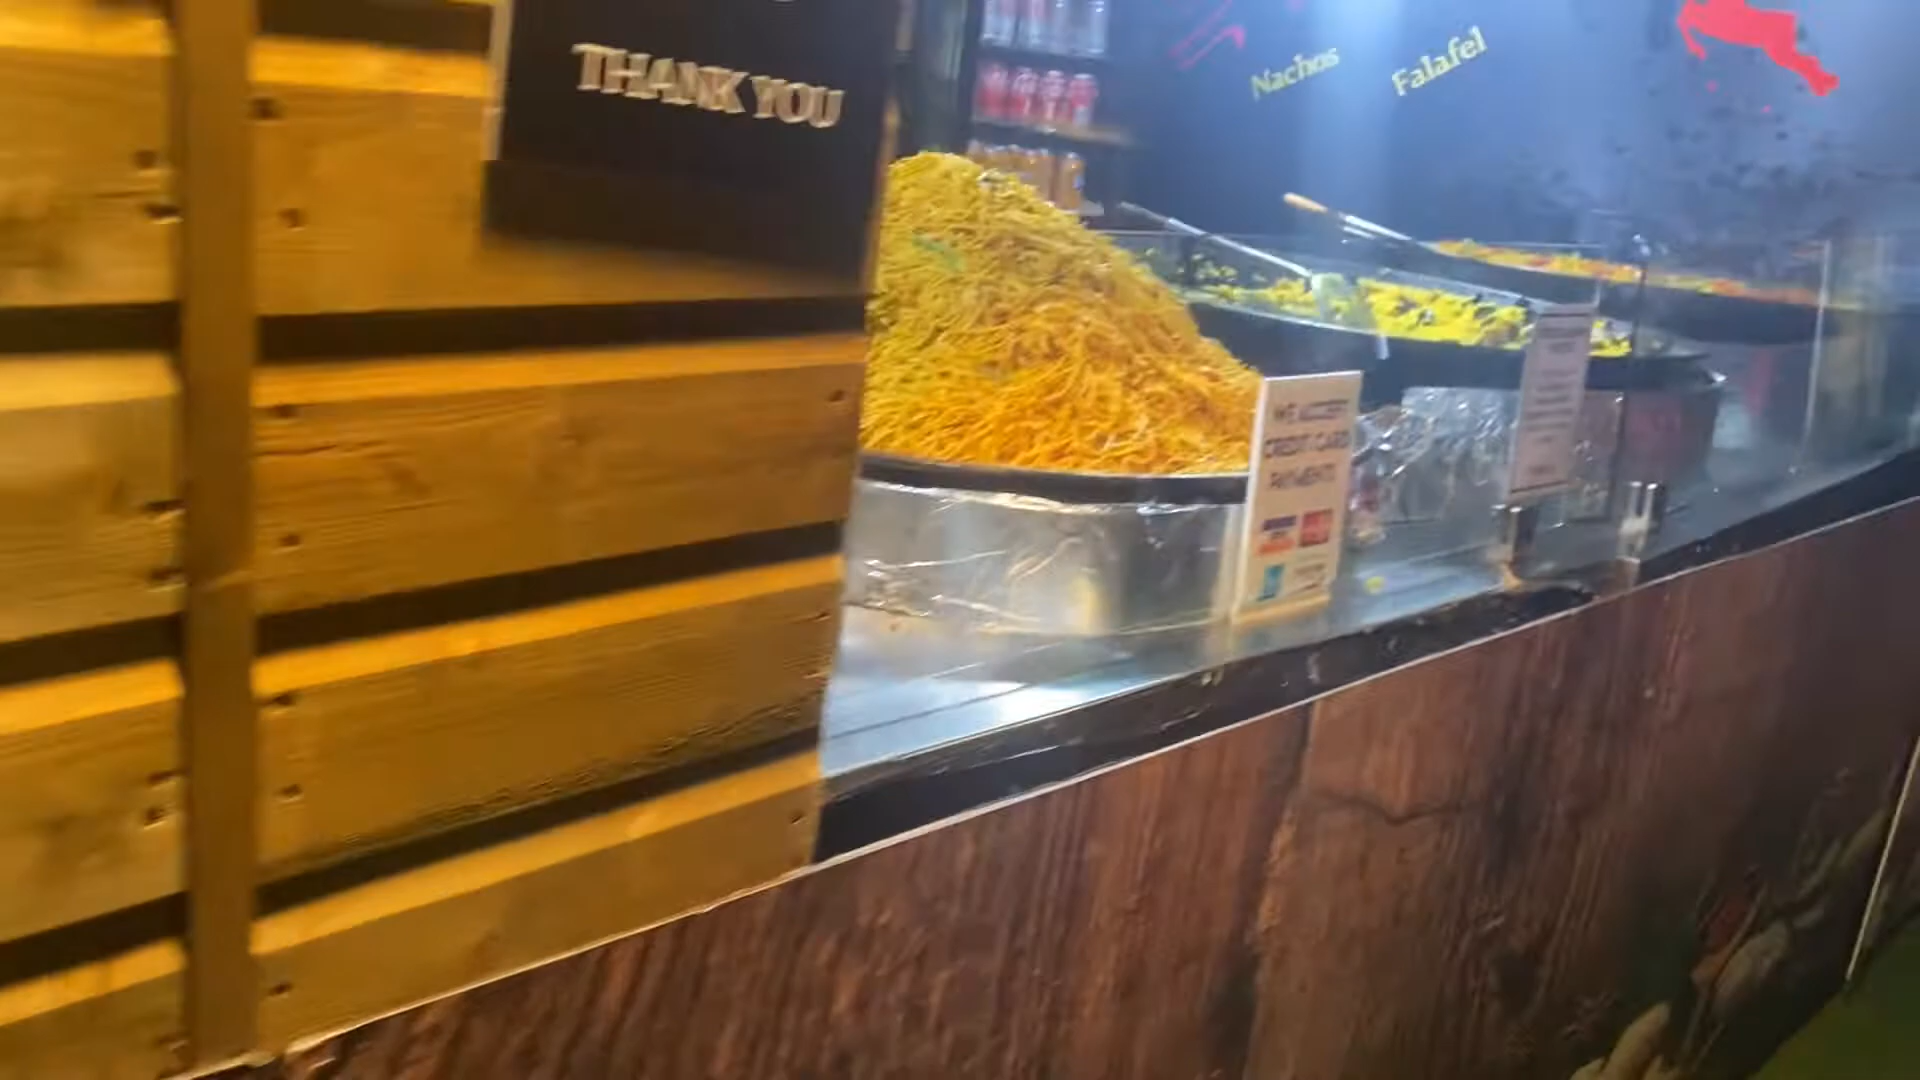 THANK YOU
Nachos
Falafel
WE ACCEPT
CREDIT CARD
PAYMENTS